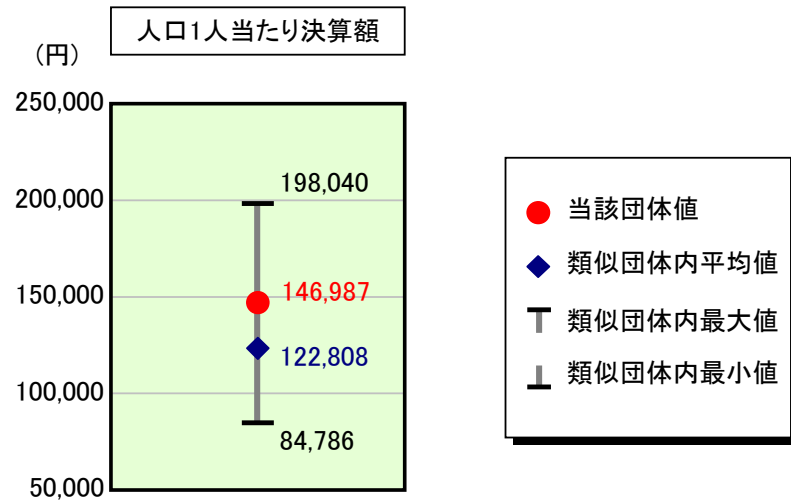 人口1人当たり決算額
(円)
250,000
200,000
150,000
100,000
50,000
198,040
146,987
122,808
84,786
当該団体値
類似団体内平均値
類似団体内最大値
類似団体内最小値